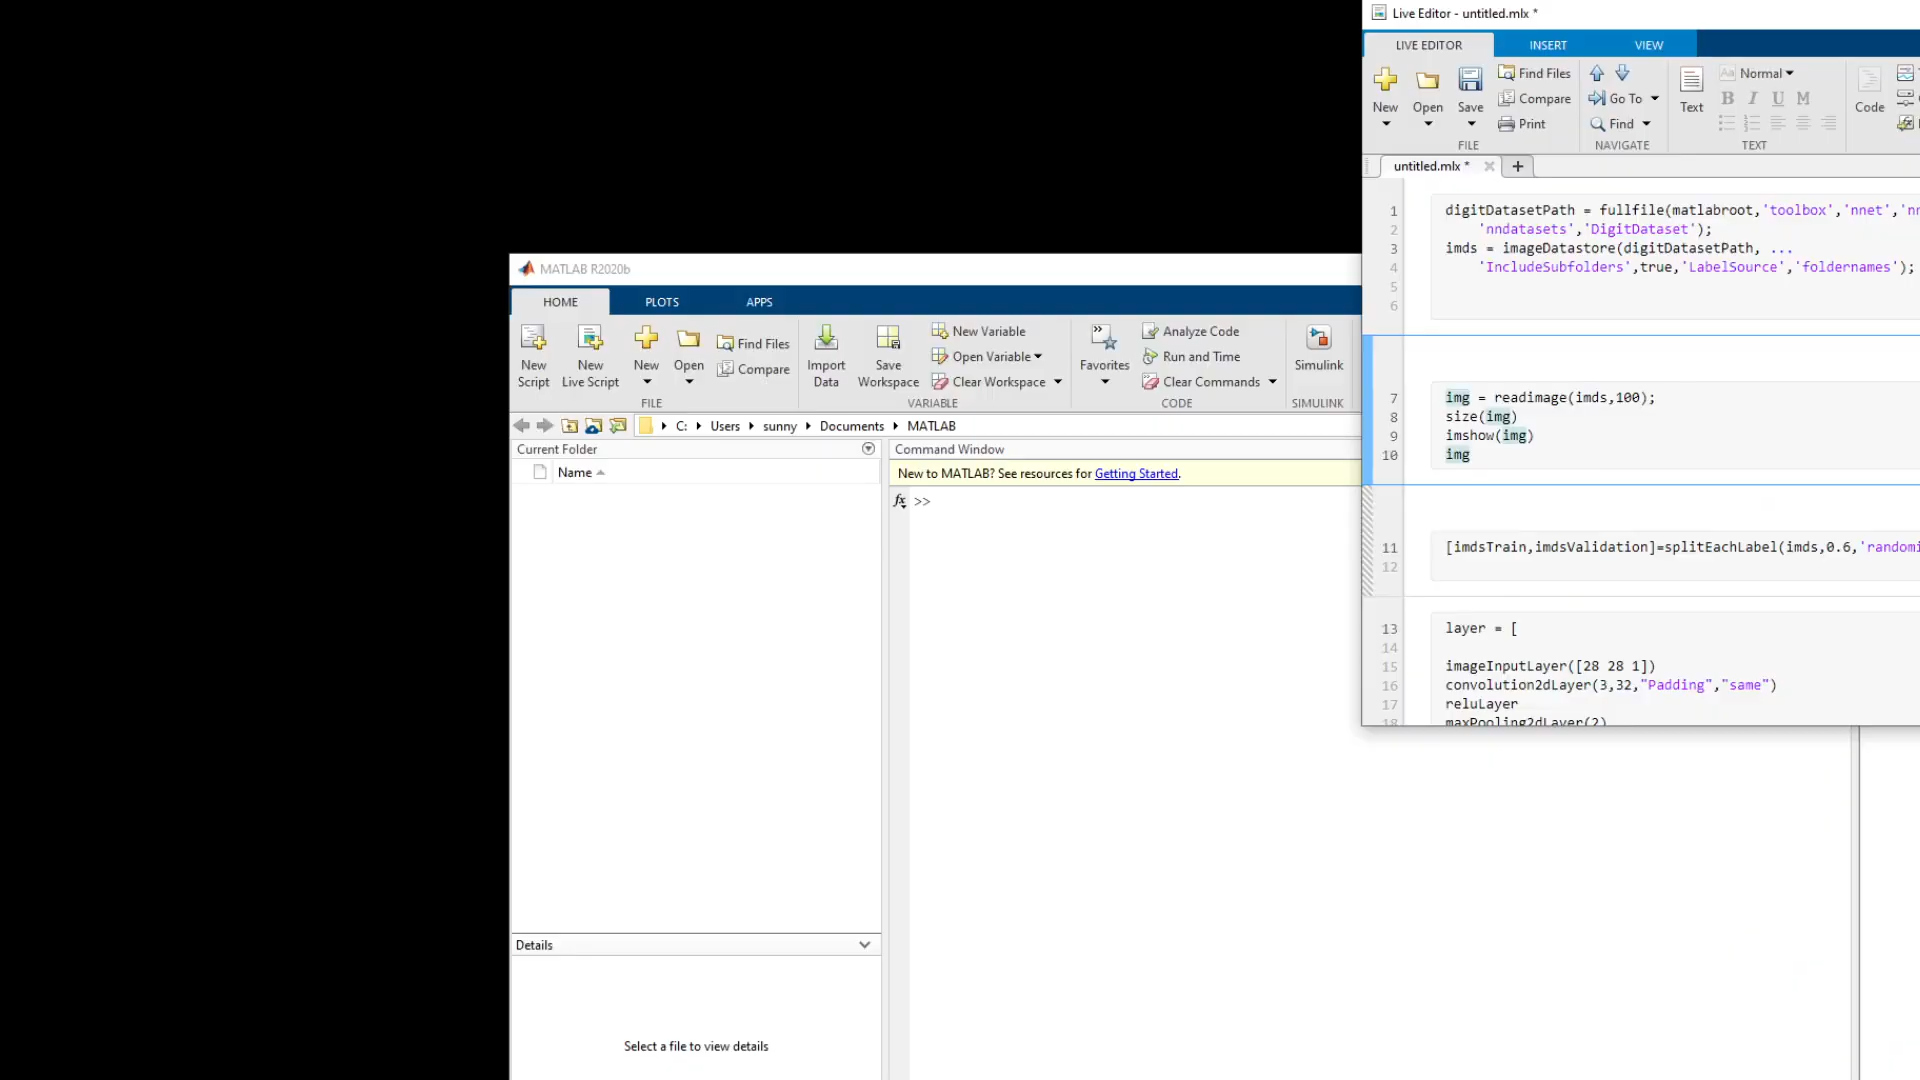 Live Editor - untitled.mlx *
LIVE EDITOR INSERT VIEW
New Open Save Find Files Compare Print
Go To Find
Text Aa Normal B I U M
Code
FILE NAVIGATE TEXT
untitled.mlx * +
1 digitDatasetPath = fullfile(matlabroot,'toolbox','nnet','nn
2 'nndatasets','DigitDataset');
3 imds = imageDatastore(digitDatasetPath, ...
4 'IncludeSubfolders',true,'LabelSource','foldernames');
5
6
7 img = readimage(imds,100);
8 size(img)
9 imshow(img)
10 img
11 [imdsTrain,imdsValidation]=splitEachLabel(imds,0.6,'randomi
12
13 layer = [
14
15 imageInputLayer([28 28 1])
16 convolution2dLayer(3,32,"Padding","same")
17 reluLayer
18 maxPooling2dLayer(2)
MATLAB R2020b
HOME PLOTS APPS
New Script
New Live Script
New
Open
Find Files
Compare
Import Data
Save Workspace
New Variable
Open Variable
Clear Workspace
Favorites
Analyze Code
Run and Time
Clear Commands
Simulink
FILE VARIABLE CODE SIMULINK
C: Users sunny Documents MATLAB
Current Folder
Name
Command Window
New to MATLAB? See resources for Getting Started.
fx >>
Details
Select a file to view details